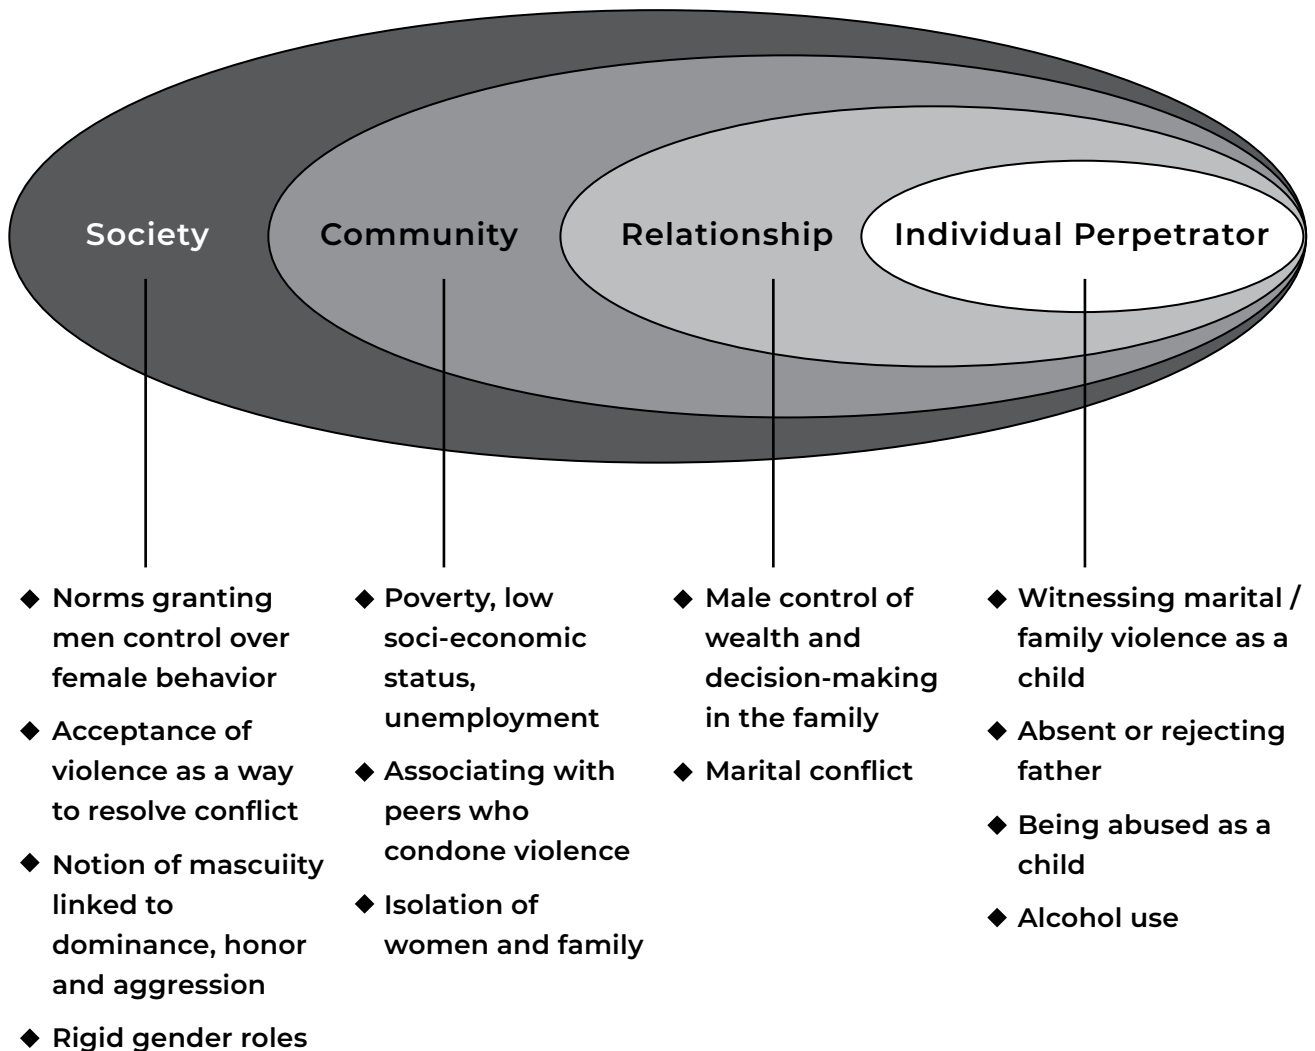 Society
Community
Relationship
Individual Perpetrator
◆ Norms granting
men control over
female behavior
◆ Acceptance of
violence as a way
to resolve conflict
◆ Notion of mascuiity
linked to
dominance, honor
and aggression
◆ Rigid gender roles
◆ Poverty, low
soci-economic
status,
unemployment
◆ Associating with
peers who
condone violence
◆ Isolation of
women and family
◆ Male control of
wealth and
decision-making
in the family
◆ Marital conflict
◆ Witnessing marital /
family violence as a
child
◆ Absent or rejecting
father
◆ Being abused as a
child
◆ Alcohol use